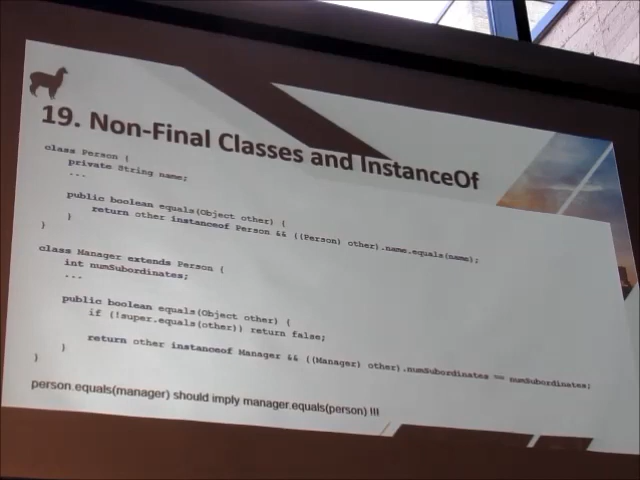 19. Non-Final Classes and InstanceOf
class Person {
private String name;
...
public boolean equals(Object other) {
return other instanceof Person && ((Person) other).name.equals(name);
}
}
class Manager extends Person {
int numSubordinates;
...
public boolean equals(Object other) {
if (!super.equals(other)) return false;
return other instanceof Manager && ((Manager) other).numSubordinates == numSubordinates;
}
}
person.equals(manager) should imply manager.equals(person) !!!